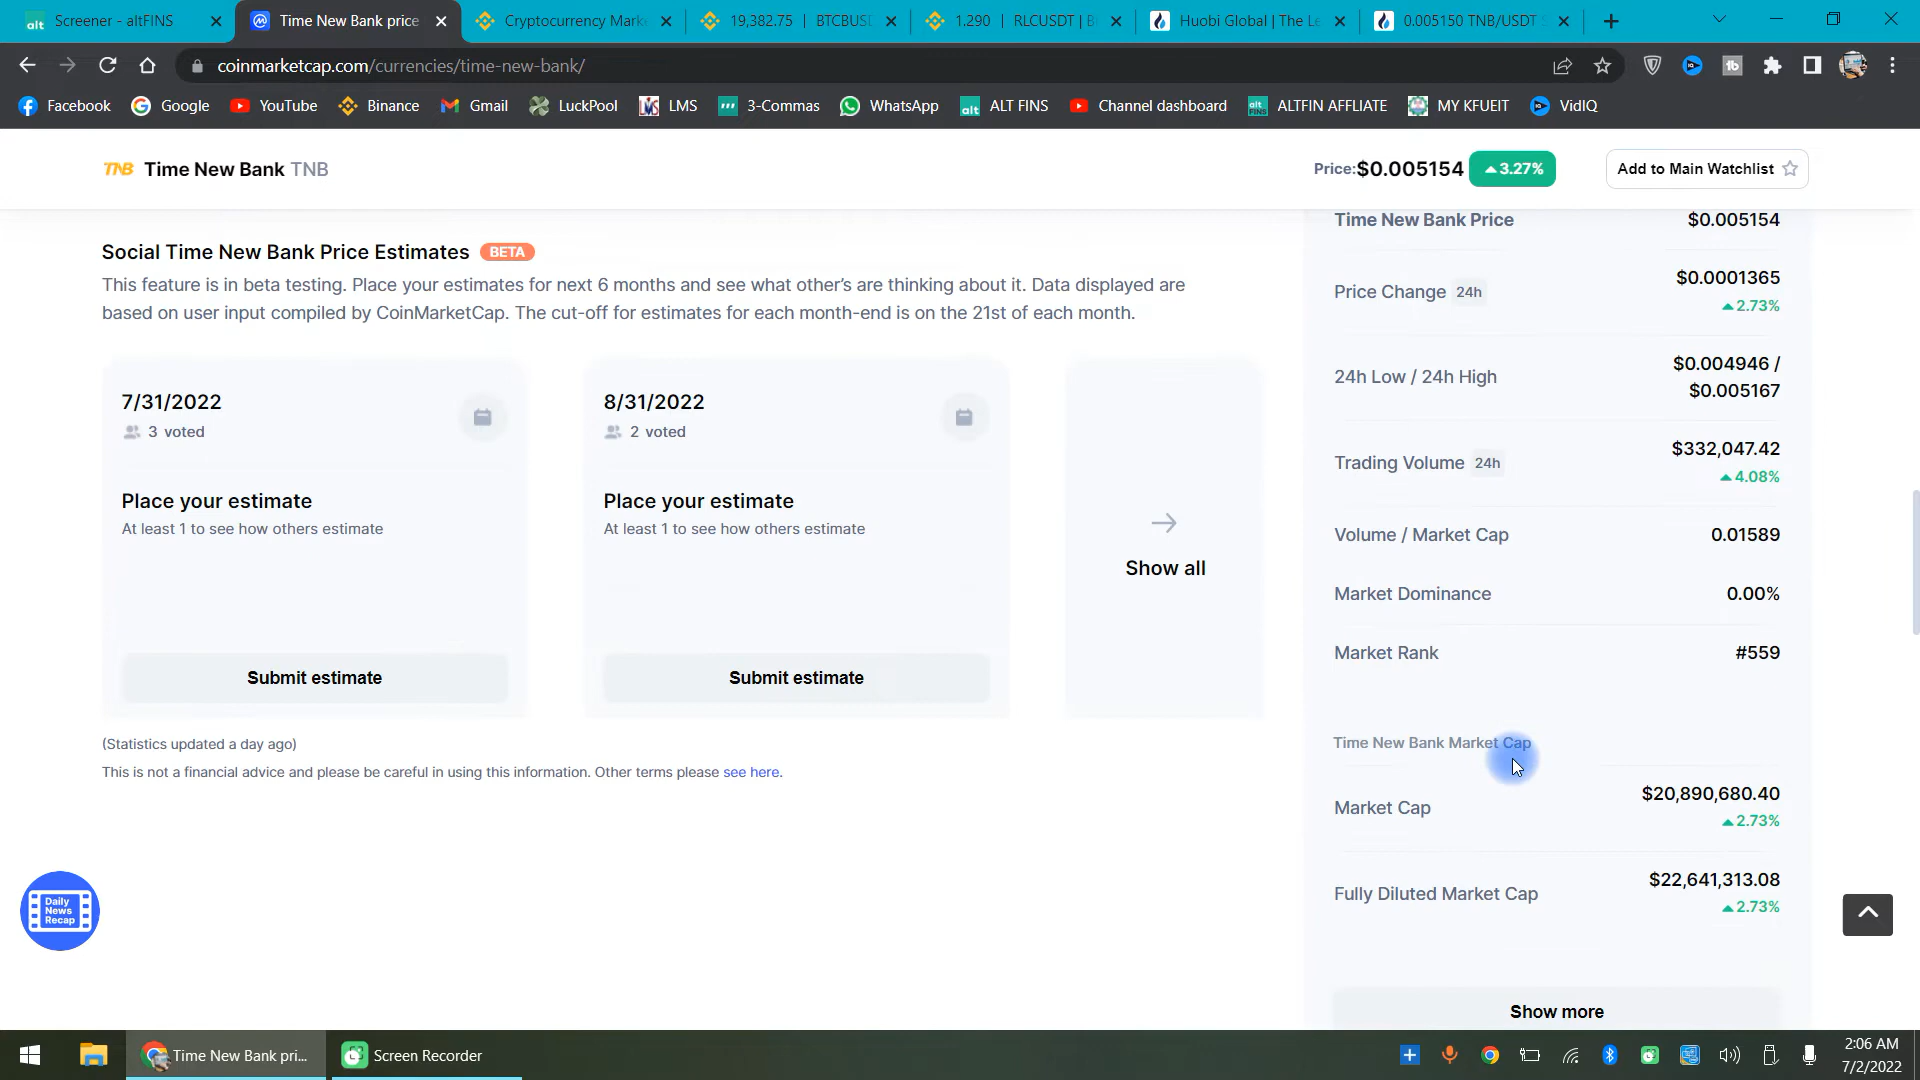 Screener - altFINS
Time New Bank price
Cryptocurrency Mark
19,382.75 | BTCBUSD
1.290 | RLCUSDT | B
Huobi Global | The Le
0.005150 TNB/USDT S
coinmarketcap.com/currencies/time-new-bank/
Facebook
Google
YouTube
Binance
Gmail
LuckPool
LMS
3-Commas
WhatsApp
ALT FINS
Channel dashboard
ALTFIN AFFLIATE
MY KFUEIT
VidIQ
TNB Time New Bank TNB
Price:$0.005154 3.27%
Add to Main Watchlist
Social Time New Bank Price Estimates BETA
This feature is in beta testing. Place your estimates for next 6 months and see what other's are thinking about it. Data displayed are
based on user input compiled by CoinMarketCap. The cut-off for estimates for each month-end is on the 21st of each month.
7/31/2022
3 voted
Place your estimate
At least 1 to see how others estimate
Submit estimate
8/31/2022
2 voted
Place your estimate
At least 1 to see how others estimate
Submit estimate
Show all
(Statistics updated a day ago)
This is not a financial advice and please be careful in using this information. Other terms please see here.
Time New Bank Price $0.005154
Price Change 24h $0.0001365
2.73%
24h Low / 24h High $0.004946 /
$0.005167
Trading Volume 24h $332,047.42
4.08%
Volume / Market Cap 0.01589
Market Dominance 0.00%
Market Rank #559
Time New Bank Market Cap
Market Cap $20,890,680.40
2.73%
Fully Diluted Market Cap $22,641,313.08
2.73%
Show more
Daily
News
Recap
Time New Bank pri...
Screen Recorder
2:06 AM
7/2/2022